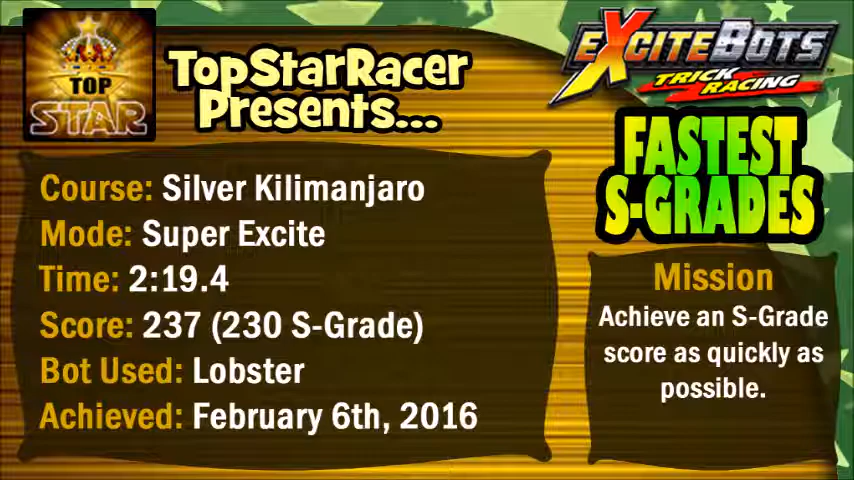 TOP
STAR
TopStarRacer
Presents...
EXCITEBOTS
TRICK
RACING
FASTEST
S-GRADES
Course: Silver Kilimanjaro
Mode: Super Excite
Time: 2:19.4
Score: 237 (230 S-Grade)
Bot Used: Lobster
Achieved: February 6th, 2016
Mission
Achieve an S-Grade
score as quickly as
possible.